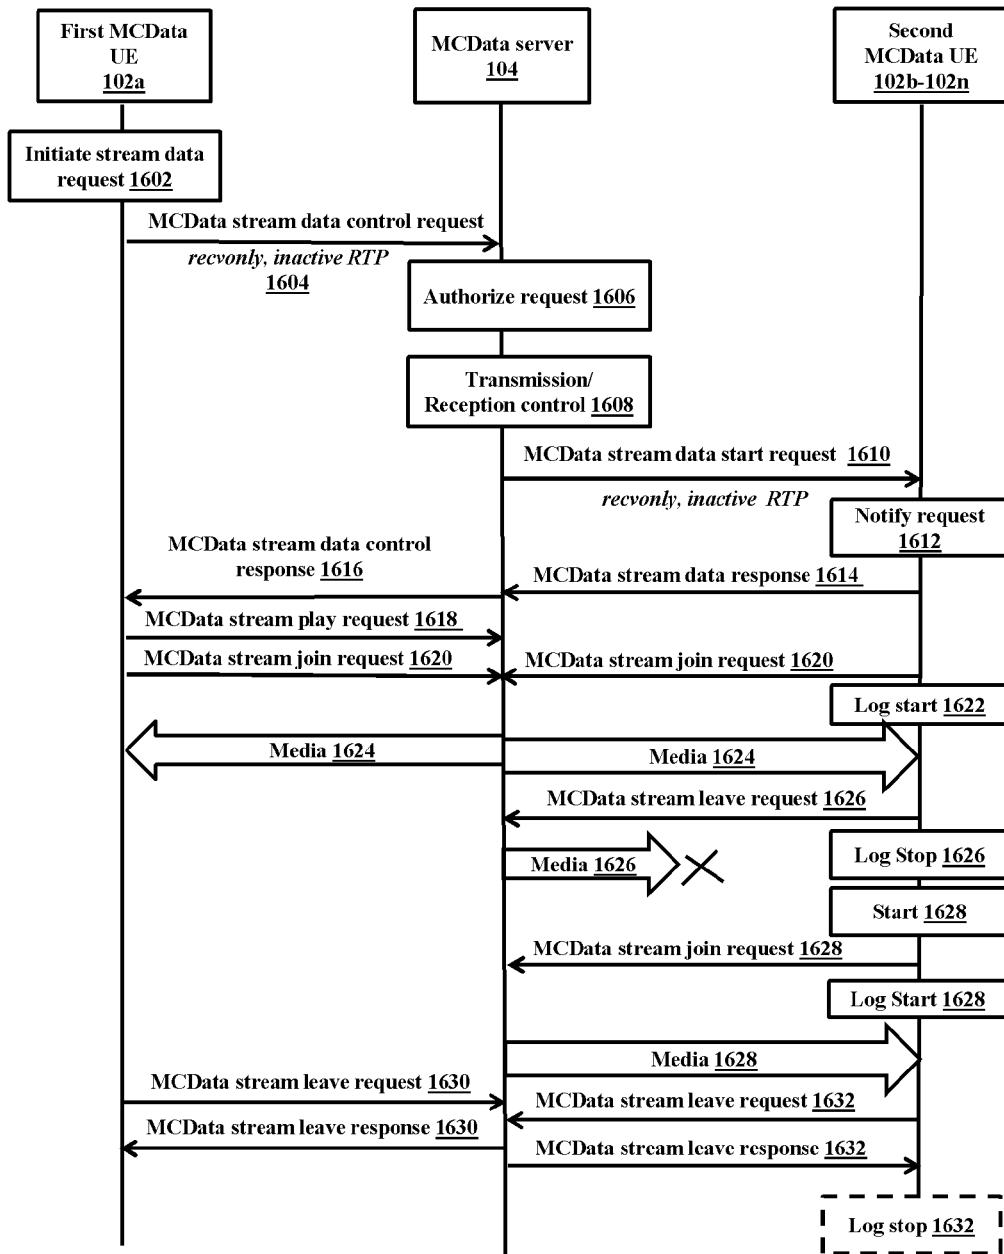 First MCData
UE
102a
MCData server
104
Second
MCData UE
102b-102n
Initiate stream data
request 1602
MCData stream data control request
recvonly, inactive RTP
1604
Authorize request 1606
Transmission/
Reception control 1608
MCData stream data start request 1610
recvonly, inactive RTP
Notify request
1612
MCData stream data control
response 1616
MCData stream data response 1614
MCData stream play request 1618
MCData stream join request 1620
MCData stream join request 1620
Log start 1622
Media 1624
Media 1624
MCData stream leave request 1626
Media 1626
Log Stop 1626
Start 1628
MCData stream join request 1628
Log Start 1628
Media 1628
MCData stream leave request 1630
MCData stream leave request 1632
MCData stream leave response 1630
MCData stream leave response 1632
Log stop 1632